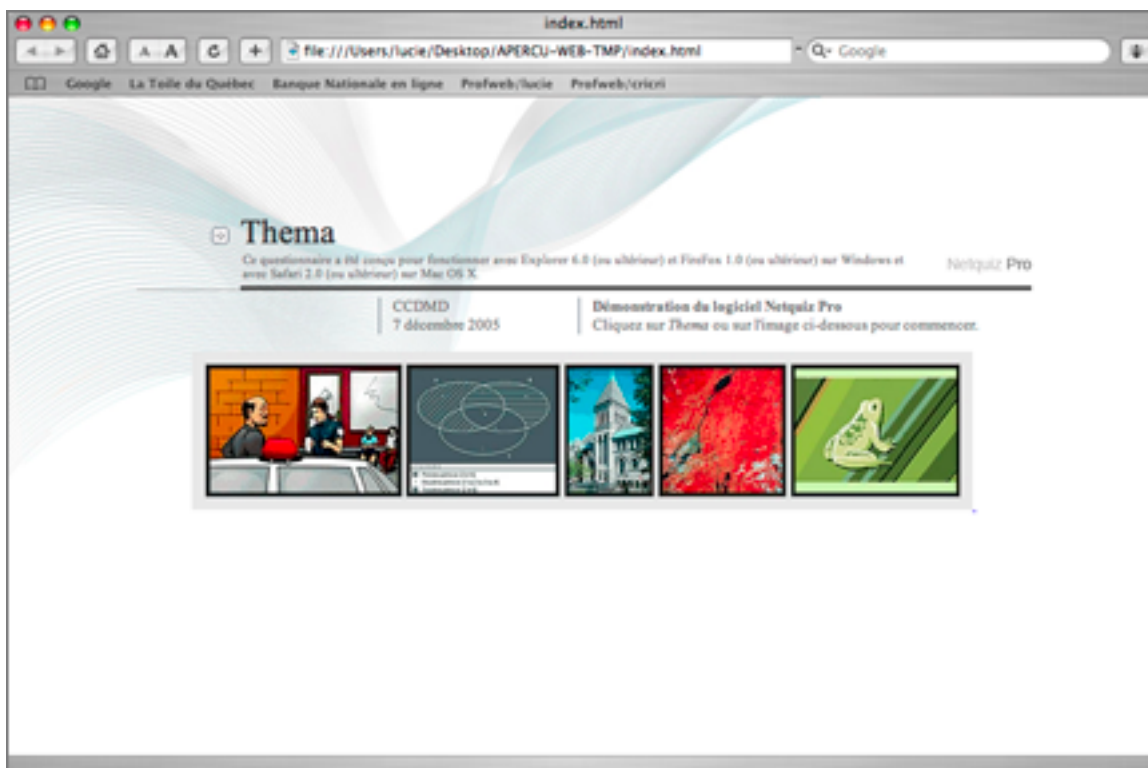 index.html
A A
file:///Users/lucie/Desktop/APERCU-WEB-TMP/index.html
Google
Google La Toile du Québec Banque Nationale en ligne Profweb/lucie Profweb/cricri
Thema
Ce questionnaire a été conçu pour fonctionner avec Explorer 6.0 (ou ultérieur) et FireFox 1.0 (ou ultérieur) sur Windows et
avec Safari 2.0 (ou ultérieur) sur Mac OS X
Netquiz Pro
CCDMD
7 décembre 2005
Démonstration du logiciel Netquiz Pro
Cliquez sur Thema ou sur l'image ci-dessous pour commencer.